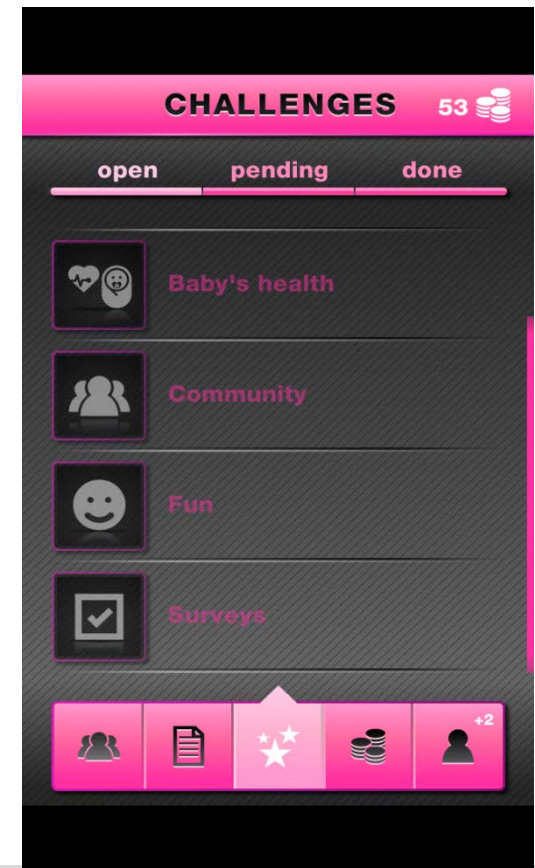 CHALLENGES 53
open pending done
Baby's health
Community
Fun
Surveys
+2